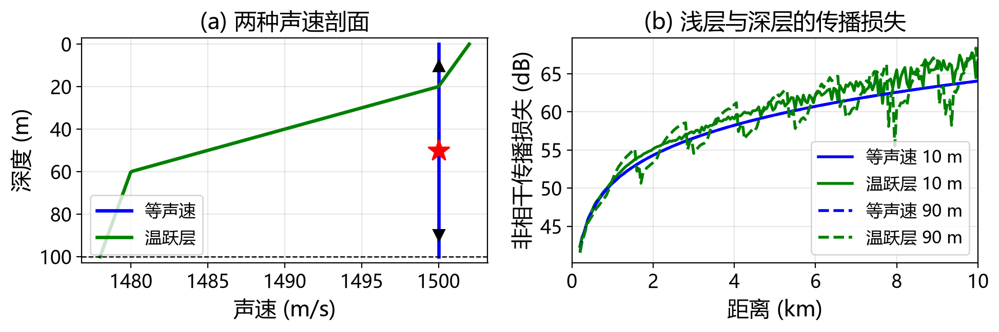 (a) 两种声速剖面
0
20
40
60
80
100
深度 (m)
等声速
温跃层
1480
1485
1490
1495
1500
声速 (m/s)
(b) 浅层与深层的传播损失
65
60
55
50
45
非相干传播损失 (dB)
等声速 10 m
温跃层 10 m
等声速 90 m
温跃层 90 m
0
2
4
6
8
10
距离 (km)